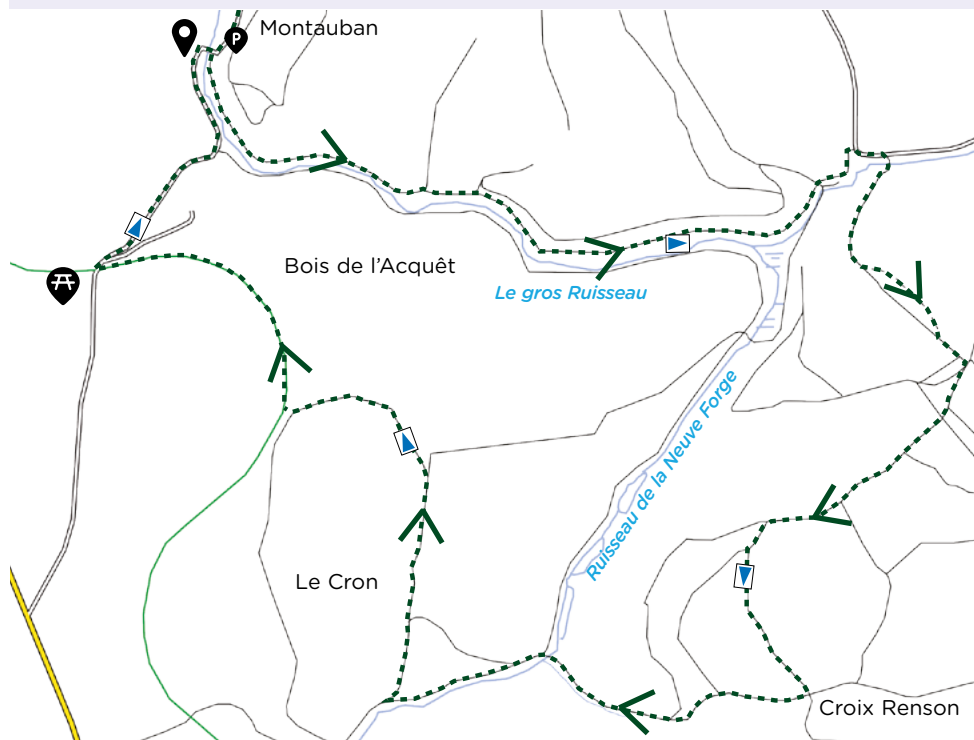 Montauban
P
Bois de l'Acquêt
Le gros Ruisseau
Ruisseau de la Neuve Forge
Le Cron
Croix Renson